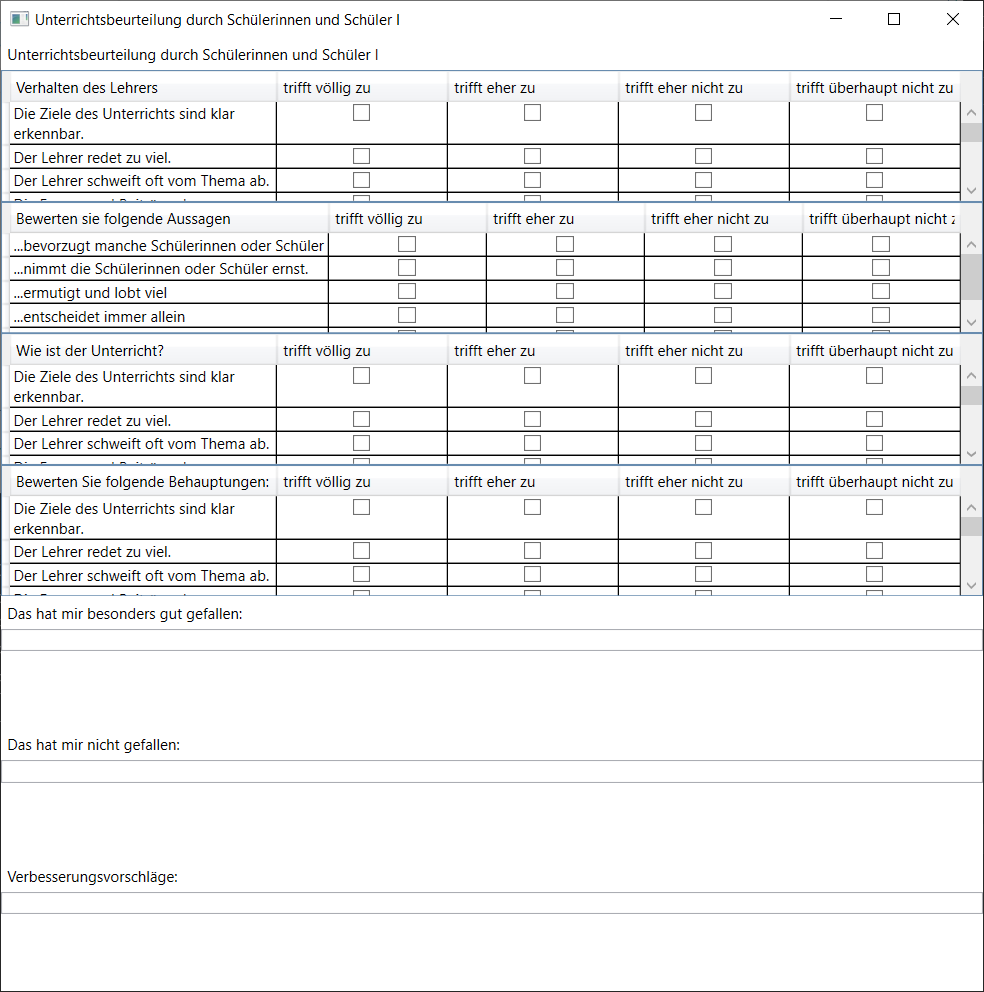 Unterrichtsbeurteilung durch Schülerinnen und Schüler I
Unterrichtsbeurteilung durch Schülerinnen und Schüler I
Verhalten des Lehrers trifft völlig zu trifft eher zu trifft eher nicht zu trifft überhaupt nicht zu
Die Ziele des Unterrichts sind klar
erkennbar.
Der Lehrer redet zu viel.
Der Lehrer schweift oft vom Thema ab.
Bewerten sie folgende Aussagen trifft völlig zu trifft eher zu trifft eher nicht zu trifft überhaupt nicht
...bevorzugt manche Schülerinnen oder Schüler
...nimmt die Schülerinnen oder Schüler ernst.
...ermutigt und lobt viel
...entscheidet immer allein
Wie ist der Unterricht? trifft völlig zu trifft eher zu trifft eher nicht zu trifft überhaupt nicht zu
Die Ziele des Unterrichts sind klar
erkennbar.
Der Lehrer redet zu viel.
Der Lehrer schweift oft vom Thema ab.
Bewerten Sie folgende Behauptungen: trifft völlig zu trifft eher zu trifft eher nicht zu trifft überhaupt nicht zu
Die Ziele des Unterrichts sind klar
erkennbar.
Der Lehrer redet zu viel.
Der Lehrer schweift oft vom Thema ab.
Das hat mir besonders gut gefallen:
Das hat mir nicht gefallen:
Verbesserungsvorschläge: